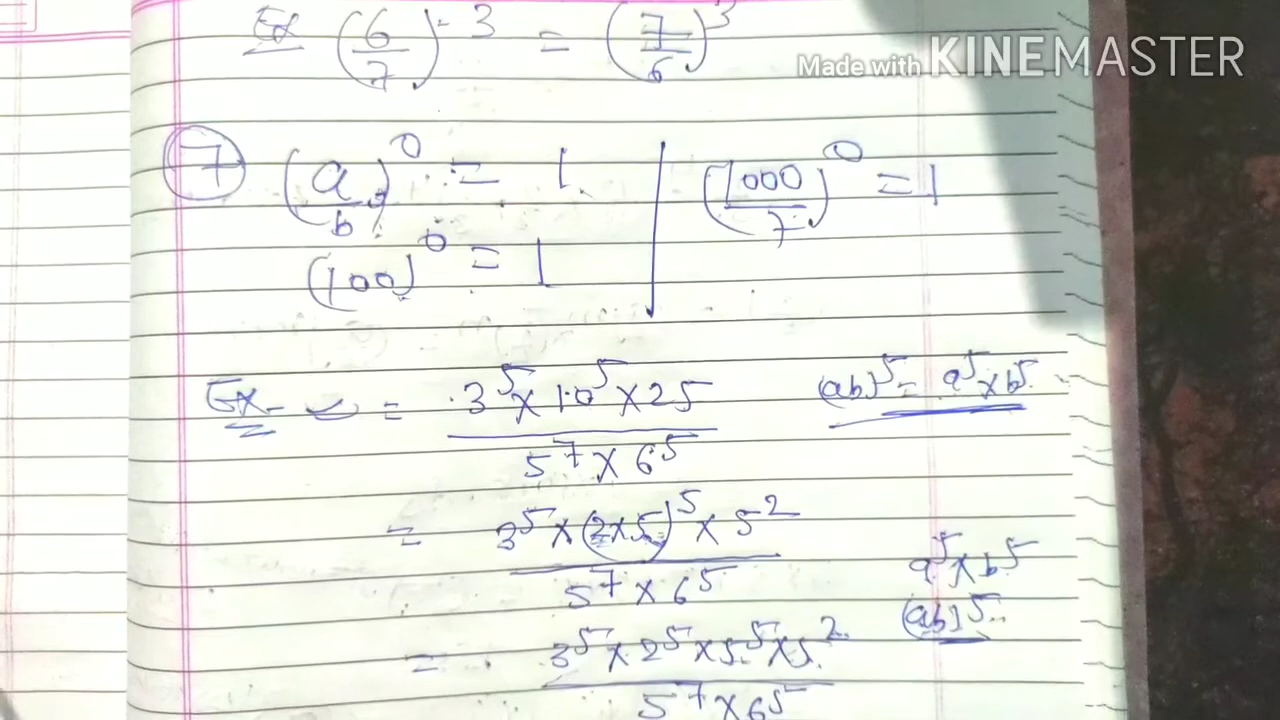 Ex (6/7)^-3 = (7/6)^3
Made with KINEMASTER
7 (a/b)^0 = 1 | (1000/7)^0 = 1
(100)^0 = 1
Ex- = 3^5 × 10^5 × 25 / 5^7 × 6^5
(ab)^5 = a^5 × b^5
= 3^5 × (2×5)^5 × 5^2 / 5^7 × 6^5
a^5 × b^5
(ab)^5
= 3^5 × 2^5 × 5^5 × 5^2 / 5^7 × 6^5